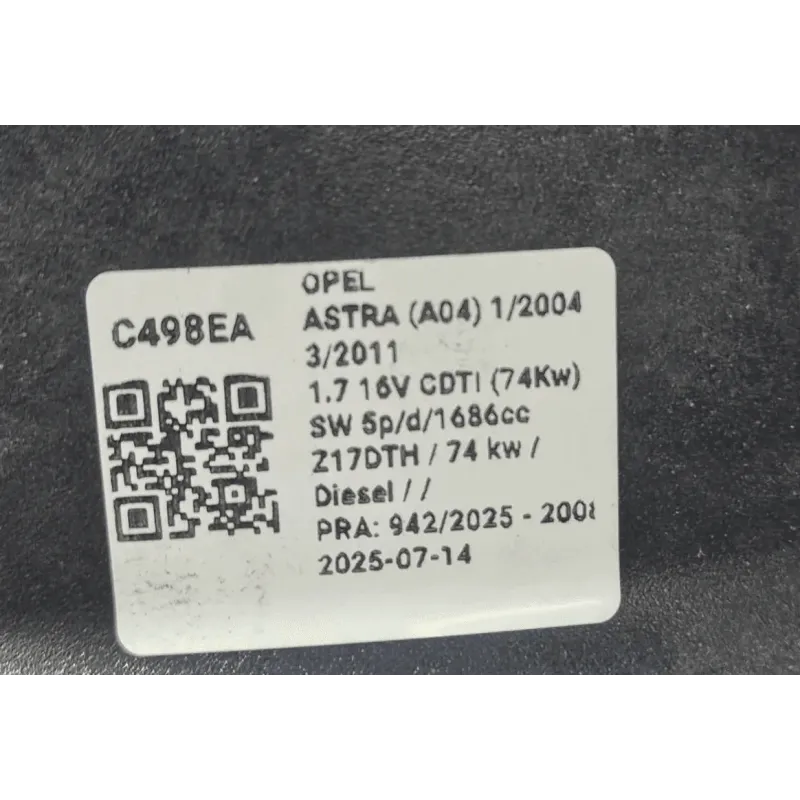 C498EA
OPEL
ASTRA (A04) 1/2004
3/2011
1.7 16V CDTI (74Kw)
SW 5p/d/1686cc
Z17DTH / 74 kw /
Diesel / /
PRA: 942/2025 - 2008
2025-07-14